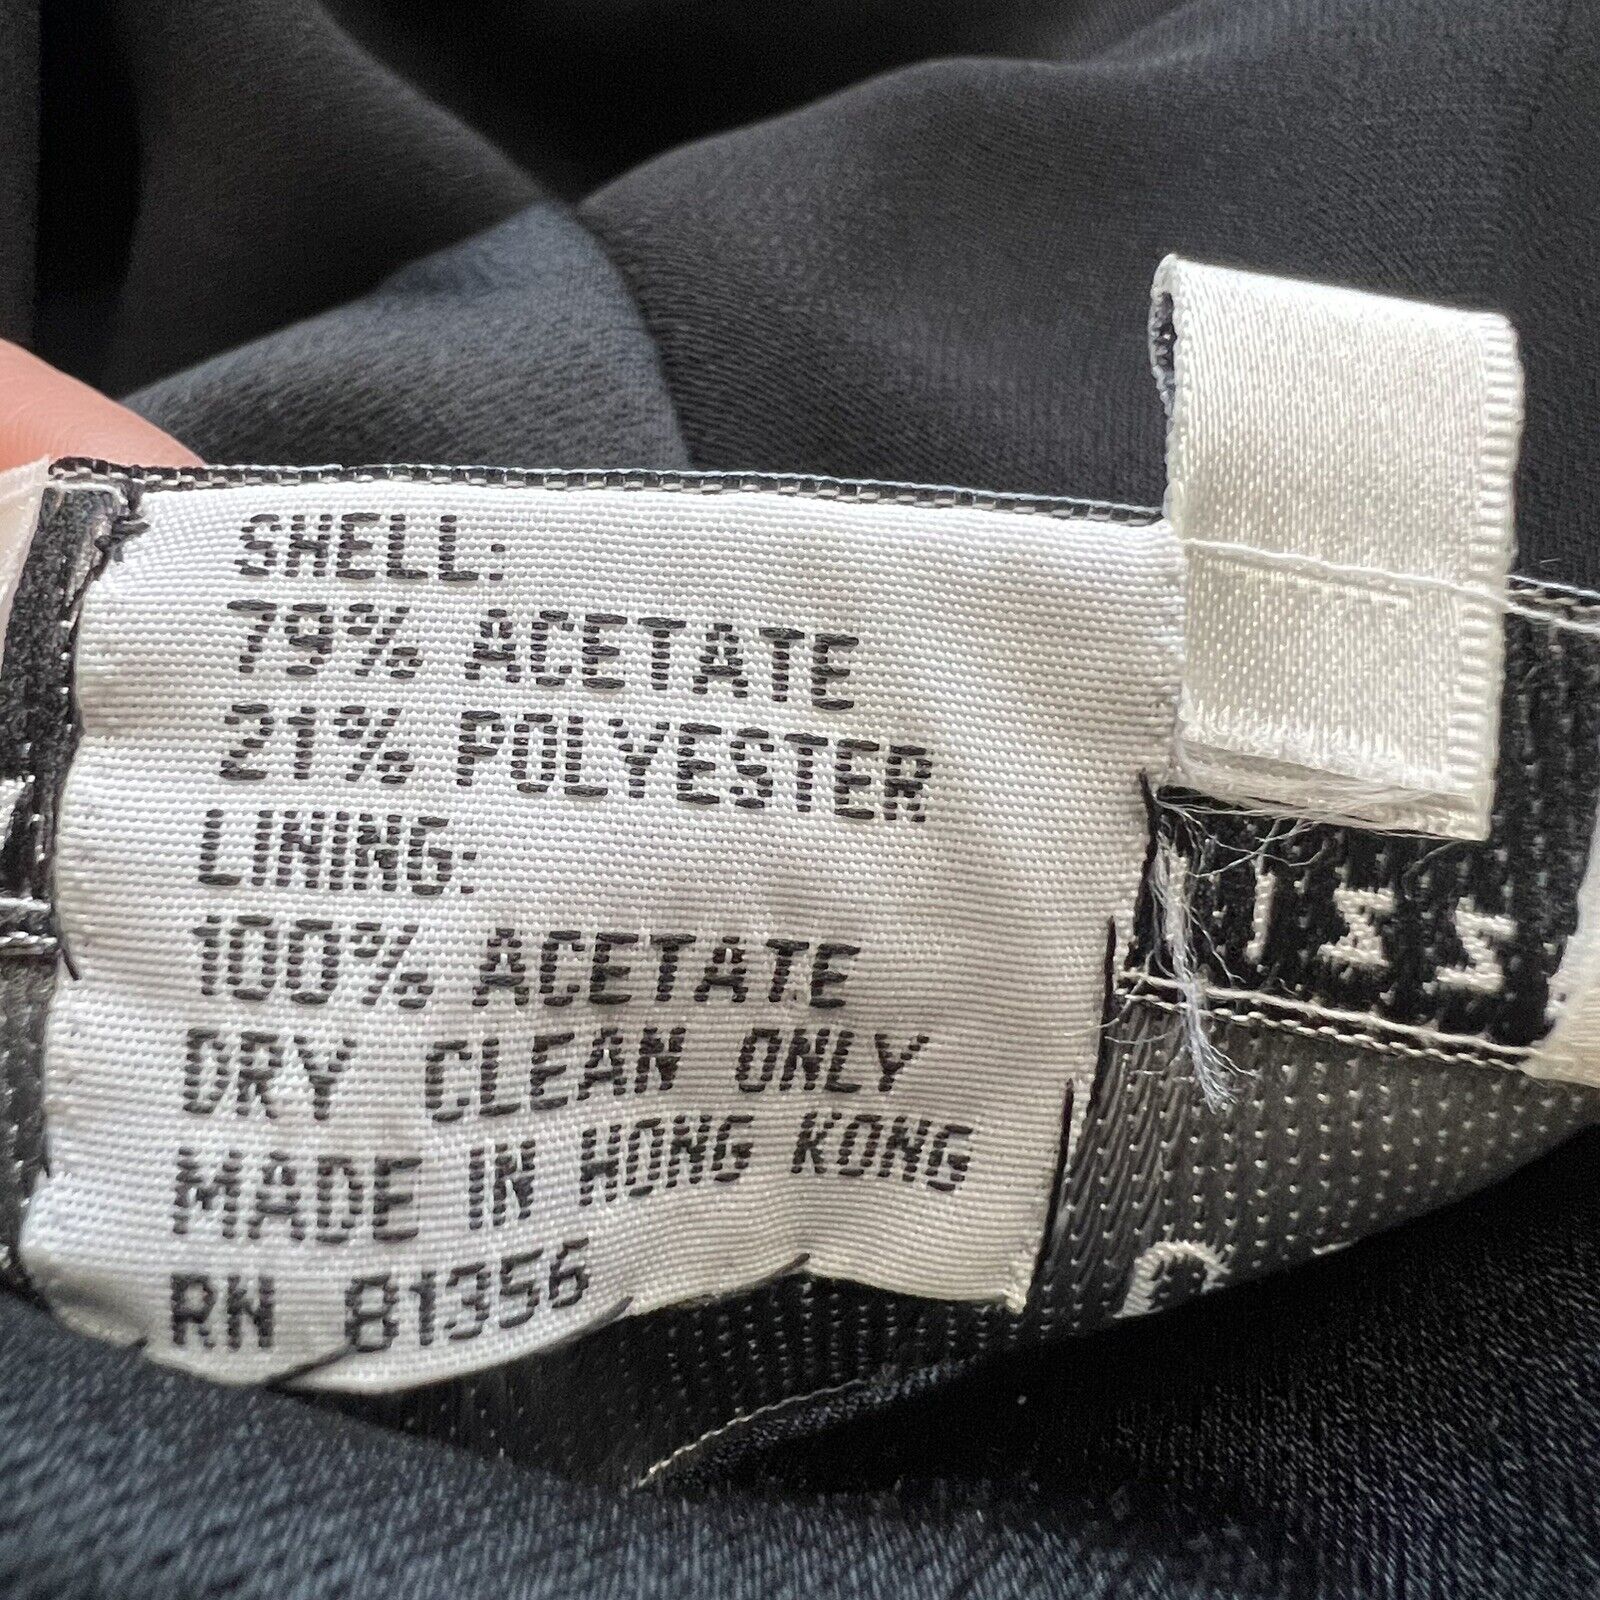 SHELL:
79% ACETATE
21% POLYESTER
LINING:
100% ACETATE
DRY CLEAN ONLY
MADE IN HONG KONG
RN 81356